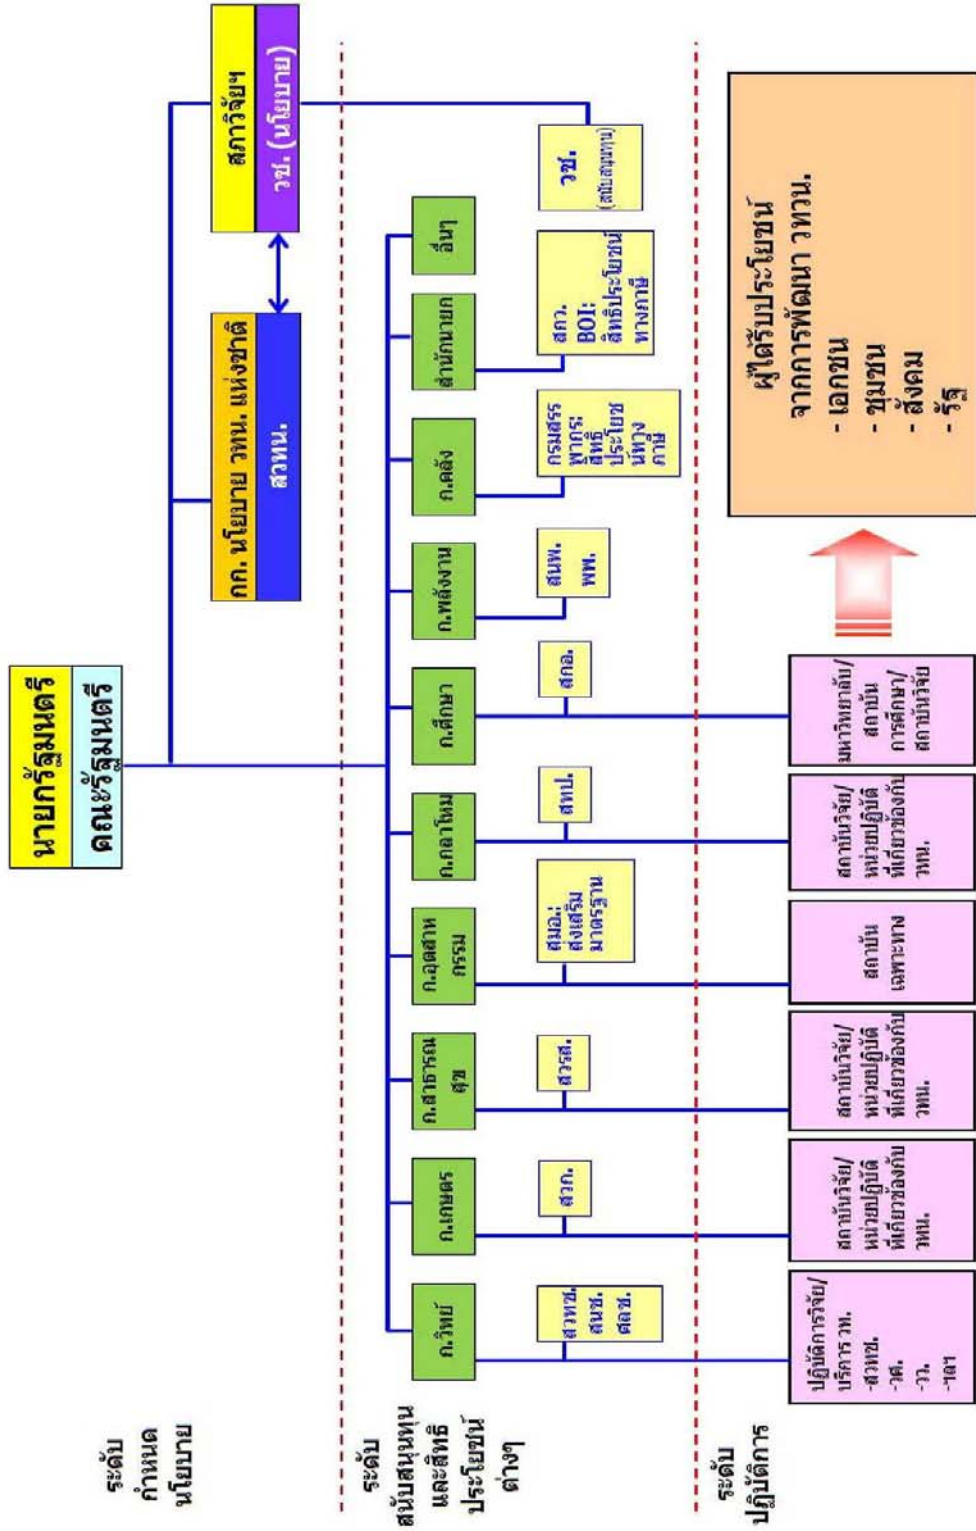 นายกรัฐมนตรี
คณะรัฐมนตรี
ระดับ
กำหนด
นโยบาย
กก. นโยบาย วทน. แห่งชาติ
สวทน.
สภาวิจัยฯ
วช. (นโยบาย)
ระดับ
สนับสนุนทุน
และสิทธิ
ประโยชน์
ต่างๆ
ก.วิทย์
ก.เกษตร
ก.สาธารณ
สุข
ก.อุตสาห
กรรม
ก.กลาโหม
ก.ศึกษา
ก.พลังงาน
ก.คลัง
สำนักนายก
อื่นๆ
สวทช.
สนช.
ศลช.
สวก.
สวรส.
สมอ.:
ส่งเสริม
มาตรฐาน
สทป.
สกอ.
สนพ.
พพ.
กรมสรร
พากร:
สิทธิ
ประโยช
น์ทาง
ภาษี
สกว.
BOI:
สิทธิประโยชน์
ทางภาษี
วช.
(สนับสนุนทุน)
ระดับ
ปฏิบัติการ
ปฏิบัติการวิจัย/
บริการ วท.
-สวทช.
-วศ.
-วว.
-ฯลฯ
สถาบันวิจัย/
หน่วยปฏิบัติ
ที่เกี่ยวข้องกับ
วทน.
สถาบันวิจัย/
หน่วยปฏิบัติ
ที่เกี่ยวข้องกับ
วทน.
สถาบัน
เฉพาะทาง
สถาบันวิจัย/
หน่วยปฏิบัติ
ที่เกี่ยวข้องกับ
วทน.
มหาวิทยาลัย/
สถาบัน
การศึกษา/
สถาบันวิจัย
ผู้ได้รับประโยชน์
จากการพัฒนา วทวน.
- เอกชน
- ชุมชน
- สังคม
- รัฐ